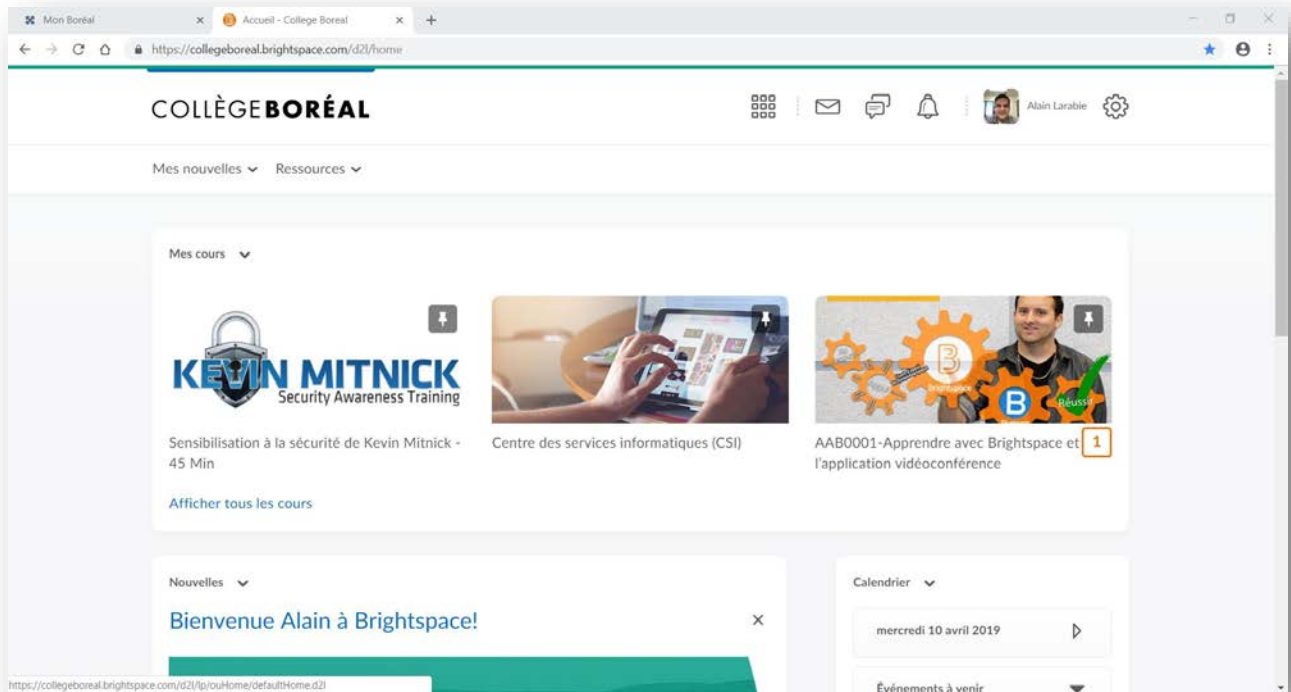 Mon Boréal
Accueil - College Boreal
https://collegeboreal.brightspace.com/d2l/home
COLLÈGEBORÉAL
Alain Larabie
Mes nouvelles
Ressources
Mes cours
KEVIN MITNICK
Security Awareness Training
B
Brightspace
B
Réussir
Sensibilisation à la sécurité de Kevin Mitnick -
45 Min
Centre des services informatiques (CSI)
AAB0001-Apprendre avec Brightspace et
l'application vidéoconférence
1
Afficher tous les cours
Nouvelles
Calendrier
Bienvenue Alain à Brightspace!
mercredi 10 avril 2019
Événements à venir
https://collegeboreal.brightspace.com/d2l/lp/ouHome/defaultHome.d2l